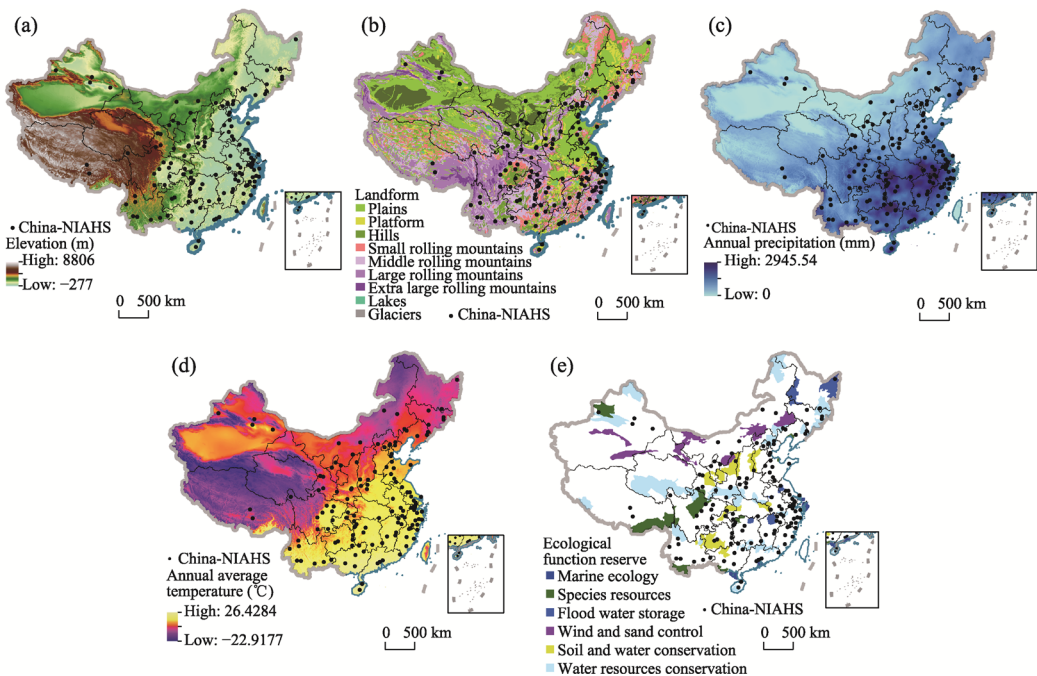 (a)
China-NIAHS
Elevation (m)
High: 8806
Low: −277
0 500 km
(b)
Landform
Plains
Platform
Hills
Small rolling mountains
Middle rolling mountains
Large rolling mountains
Extra large rolling mountains
Lakes
Glaciers
China-NIAHS
0 500 km
(c)
China-NIAHS
Annual precipitation (mm)
High: 2945.54
Low: 0
0 500 km
(d)
China-NIAHS
Annual average
temperature (℃)
High: 26.4284
Low: −22.9177
0 500 km
(e)
Ecological
function reserve
Marine ecology
Species resources
Flood water storage
Wind and sand control
Soil and water conservation
Water resources conservation
China-NIAHS
0 500 km